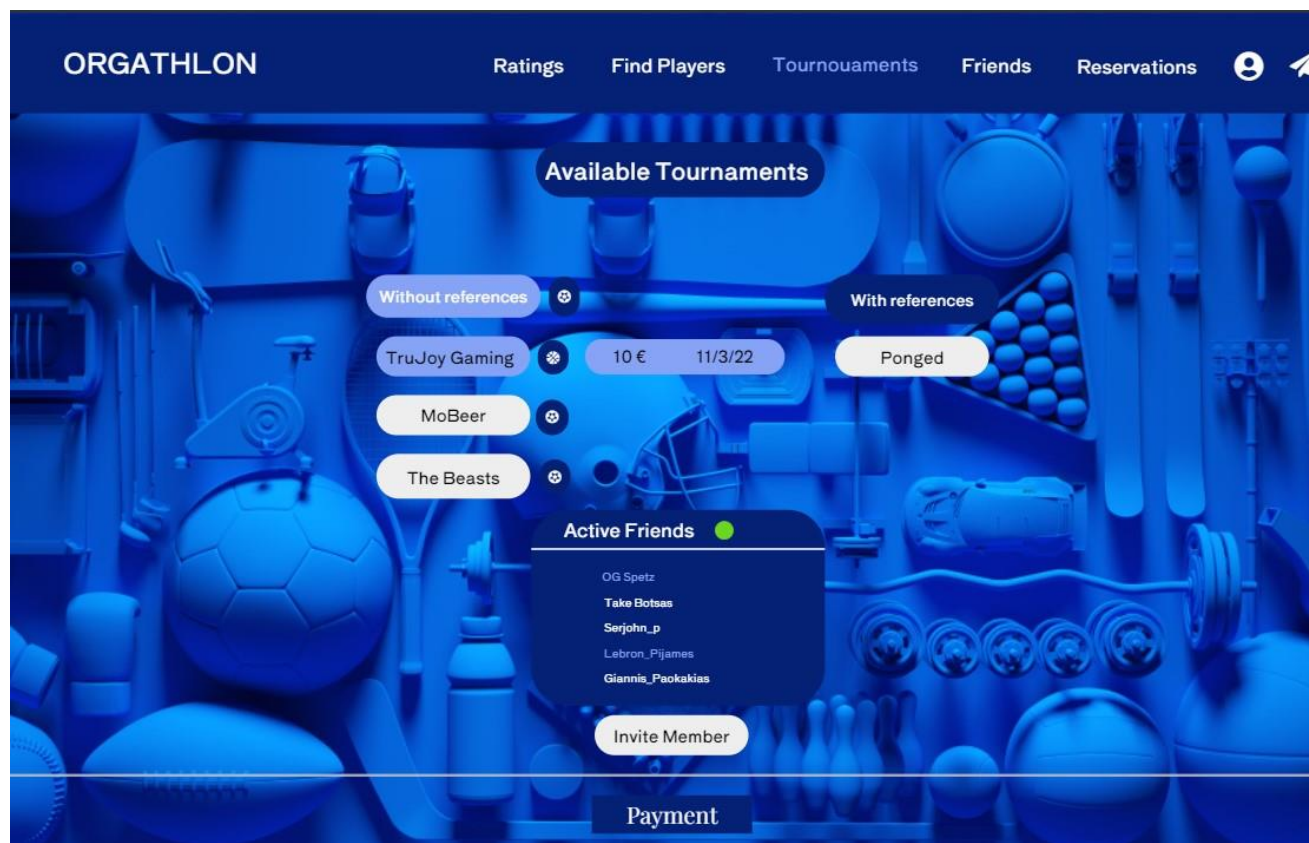 ORGATHLON Ratings Find Players Tournouaments Friends Reservations
Available Tournaments
Without references With references
TruJoy Gaming 10 € 11/3/22 Ponged
MoBeer
The Beasts
Active Friends
OG Spetz
Take Botsas
Serjohn_p
Lebron_Pijames
Giannis_Paokakias
Invite Member
Payment